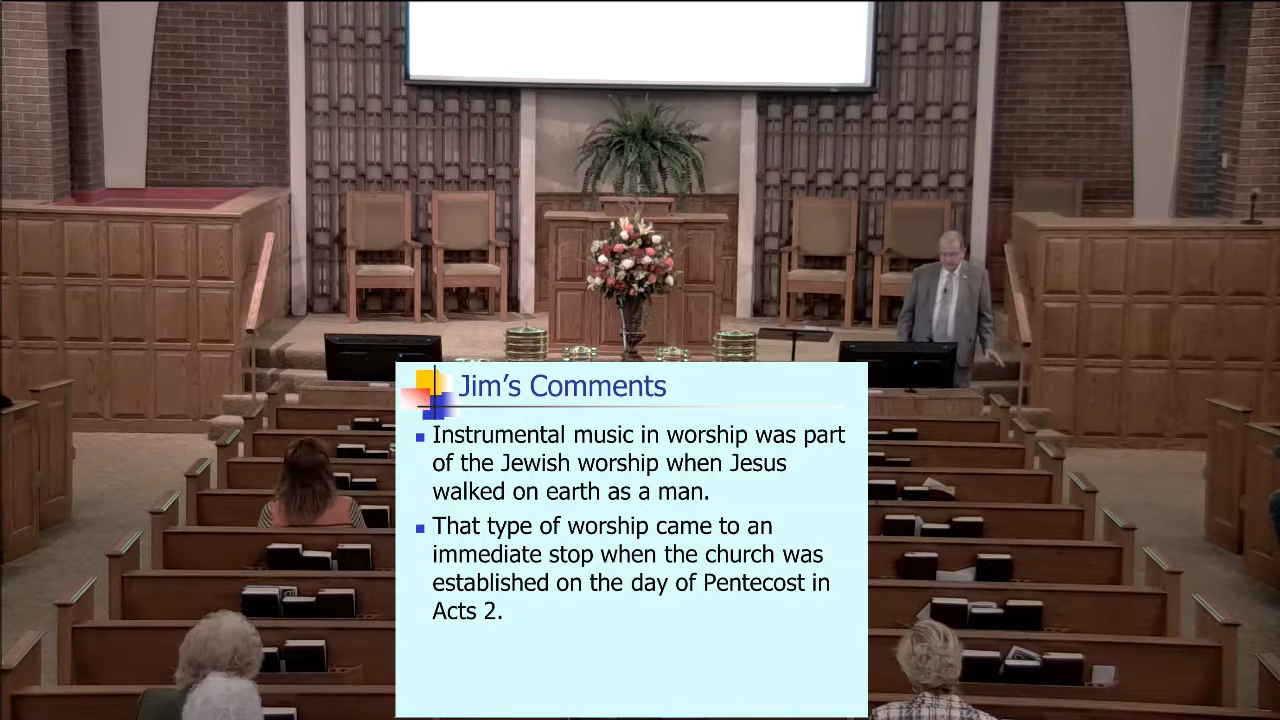 Jim's Comments
Instrumental music in worship was part
of the Jewish worship when Jesus
walked on earth as a man.
That type of worship came to an
immediate stop when the church was
established on the day of Pentecost in
Acts 2.